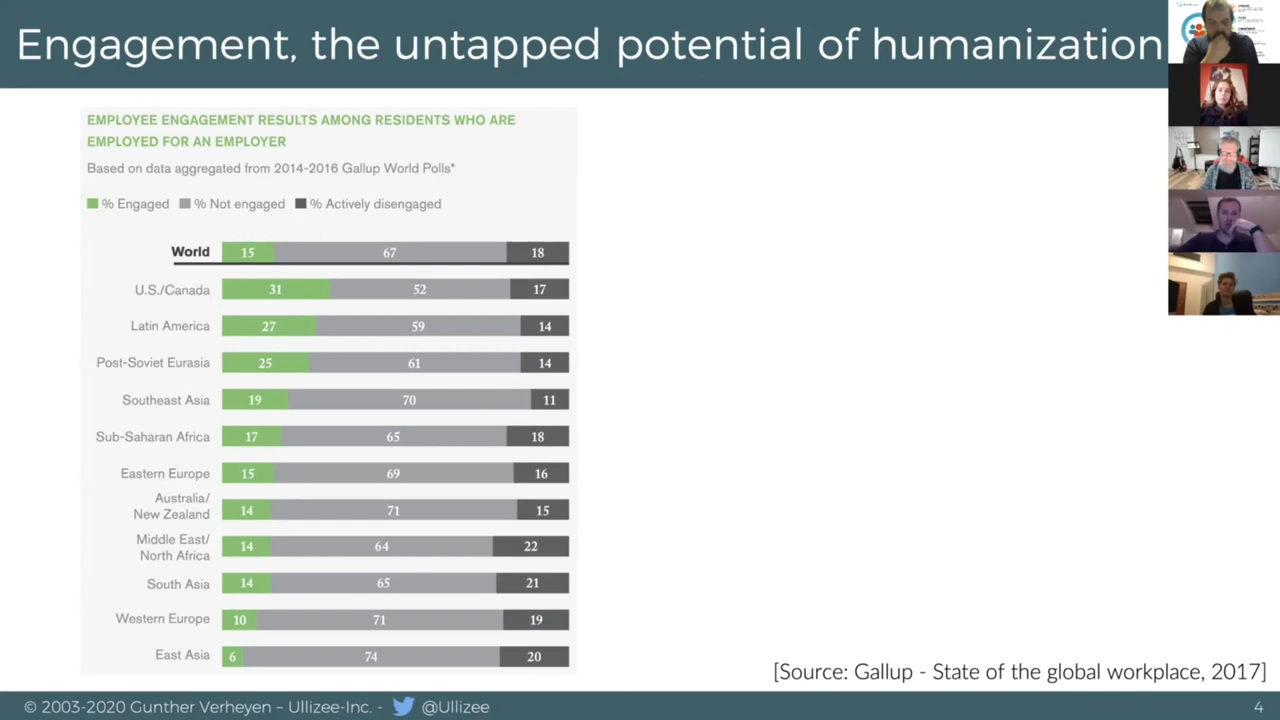 Engagement, the untapped potential of humanization
EMPLOYEE ENGAGEMENT RESULTS AMONG RESIDENTS WHO ARE
EMPLOYED FOR AN EMPLOYER
Based on data aggregated from 2014-2016 Gallup World Polls*
% Engaged % Not engaged % Actively disengaged
World 15 67 18
U.S./Canada 31 52 17
Latin America 27 59 14
Post-Soviet Eurasia 25 61 14
Southeast Asia 19 70 11
Sub-Saharan Africa 17 65 18
Eastern Europe 15 69 16
Australia/
New Zealand 14 71 15
Middle East/
North Africa 14 64 22
South Asia 14 65 21
Western Europe 10 71 19
East Asia 6 74 20
[Source: Gallup - State of the global workplace, 2017]
© 2003-2020 Gunther Verheyen – Ullizee-Inc. - @Ullizee
4